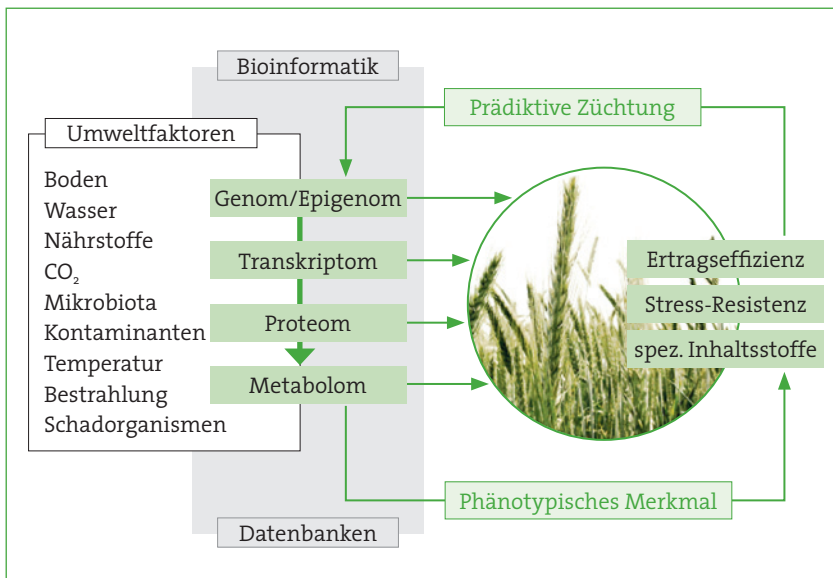 Bioinformatik
Prädiktive Züchtung
Umweltfaktoren
Boden
Wasser
Nährstoffe
CO₂
Mikrobiota
Kontaminanten
Temperatur
Bestrahlung
Schadorganismen
Genom/Epigenom
Transkriptom
Proteom
Metabolom
Ertragseffizienz
Stress-Resistenz
spez. Inhaltsstoffe
Phänotypisches Merkmal
Datenbanken